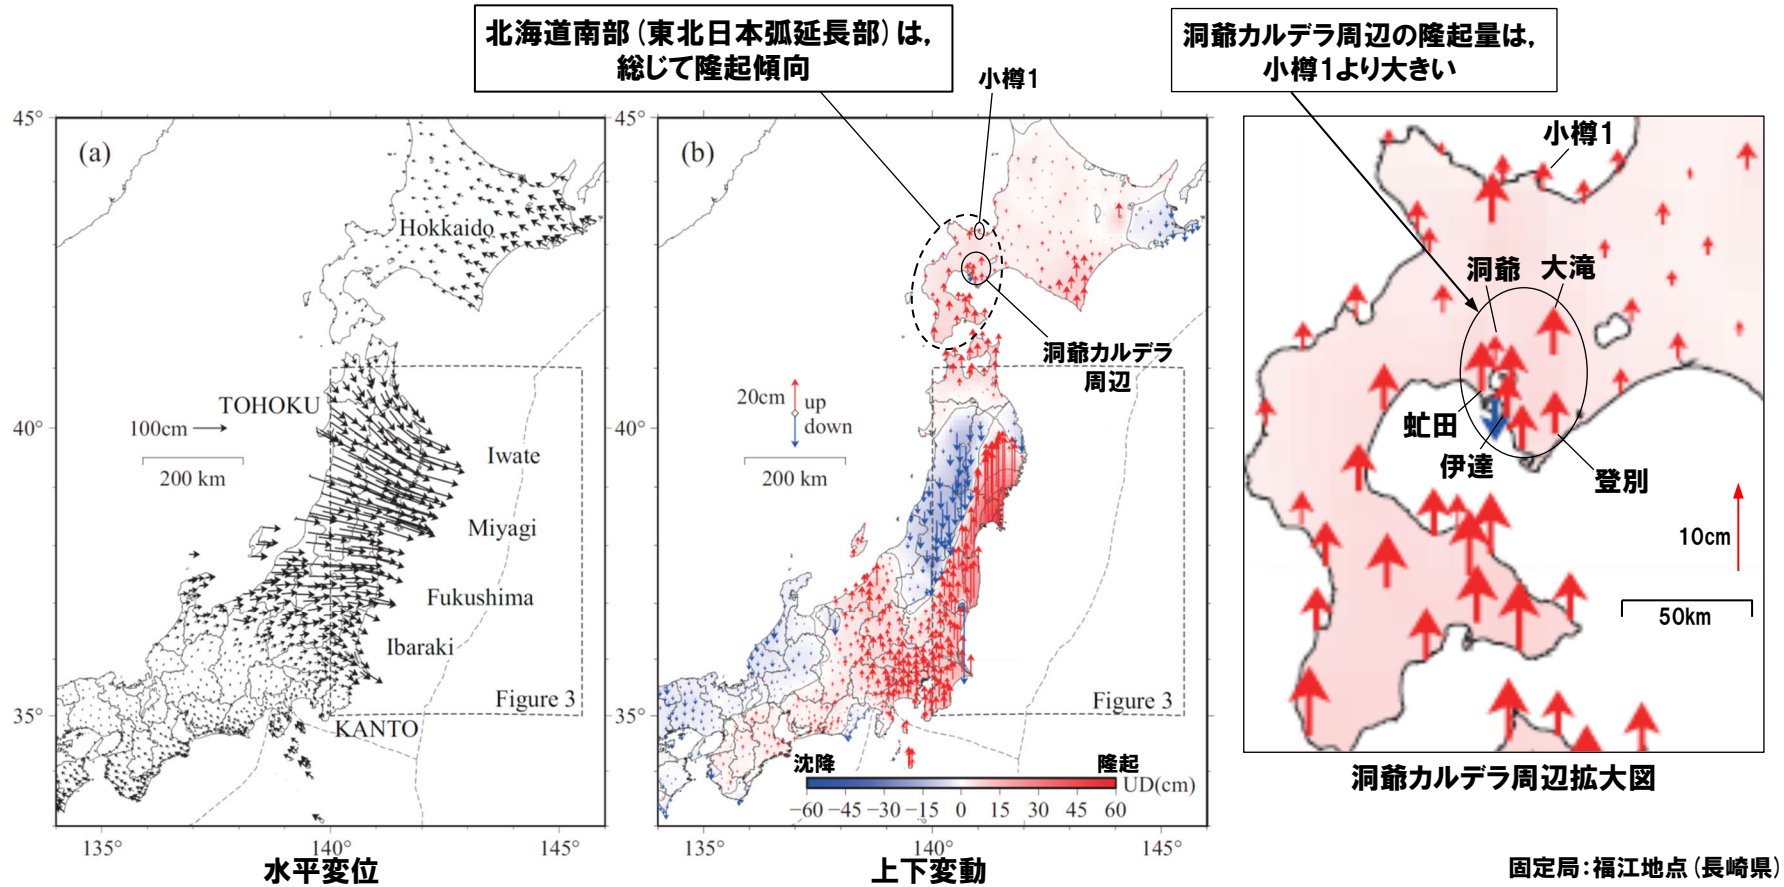 北海道南部(東北日本弧延長部)は,
総じて隆起傾向
洞爺カルデラ周辺の隆起量は,
小樽1より大きい
小樽1
45°
(a)
Hokkaido
TOHOKU
40°
100cm
200 km
Iwate
Miyagi
Fukushima
Ibaraki
Figure 3
35°
KANTO
135°
140°
145°
水平変位
45°
(b)
洞爺カルデラ
周辺
20cm
up
down
40°
200 km
Figure 3
35°
沈降
隆起
UD(cm)
−60 −45 −30 −15 0 15 30 45 60
135°
140°
145°
上下変動
小樽1
洞爺
大滝
虻田
伊達
登別
10cm
50km
洞爺カルデラ周辺拡大図
固定局:福江地点(長崎県)